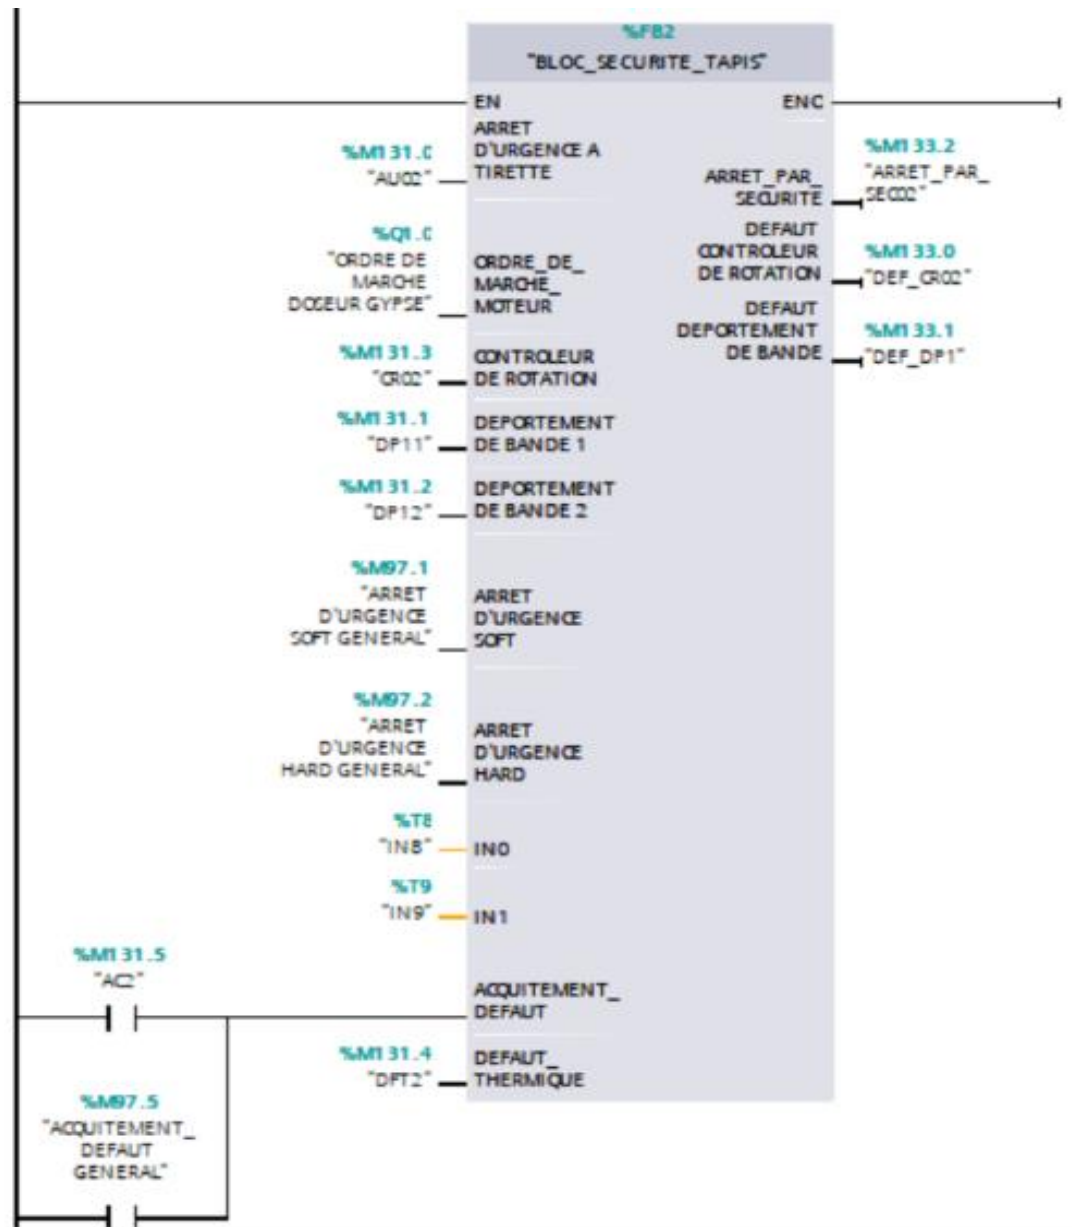 %FB2
"BLOC_SECURITE_TAPIS"
EN
ENO
ARRET
D'URGENCE A
TIRETTE
%M131.0
"AU02"
%Q1.0
"ORDRE DE
MARCHE
DOSEUR GYPSE"
ORDRE_DE_
MARCHE_
MOTEUR
%M131.3
"CR02"
CONTROLEUR
DE ROTATION
%M131.1
"DP11"
DEPORTEMENT
DE BANDE 1
%M131.2
"DP12"
DEPORTEMENT
DE BANDE 2
%M97.1
"ARRET
D'URGENCE
SOFT GENERAL"
ARRET
D'URGENCE
SOFT
%M97.2
"ARRET
D'URGENCE
HARD GENERAL"
ARRET
D'URGENCE
HARD
%T8
"IN8"
IN0
%T9
"IN9"
IN1
%M131.5
"AC2"
ACQUITEMENT_
DEFAUT
%M131.4
"DFT2"
DEFAUT_
THERMIQUE
%M97.5
"ACQUITEMENT_
DEFAUT
GENERAL"
ARRET_PAR_
SECURITE
%M133.2
"ARRET_PAR_
SEC02"
DEFAUT
CONTROLEUR
DE ROTATION
%M133.0
"DEF_CR02"
DEFAUT
DEPORTEMENT
DE BANDE
%M133.1
"DEF_DP1"